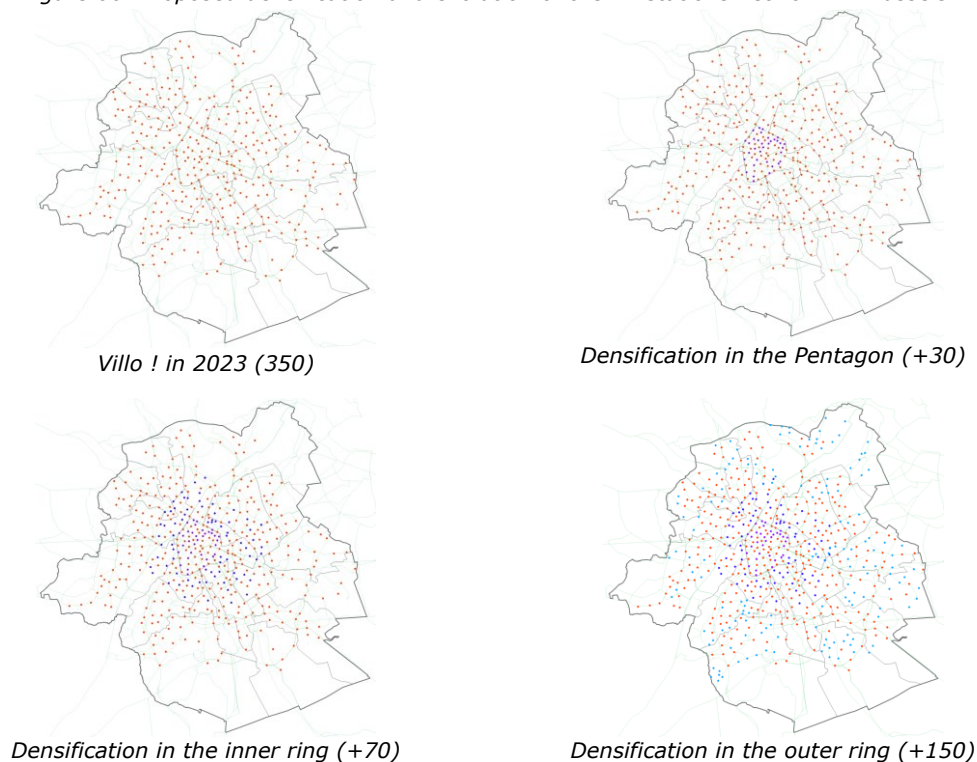 Villo ! in 2023 (350)
Densification in the Pentagon (+30)
Densification in the inner ring (+70)
Densification in the outer ring (+150)